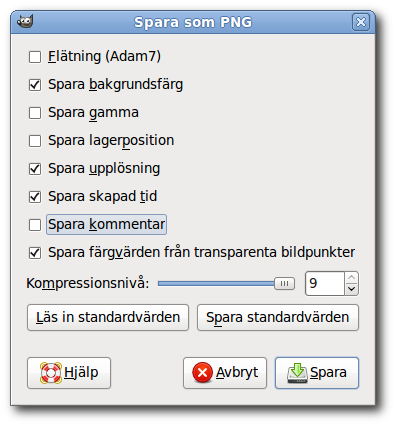 Spara som PNG
Flätning (Adam7)
Spara bakgrundsfärg
Spara gamma
Spara lagerposition
Spara upplösning
Spara skapad tid
Spara kommentar
Spara färgvärden från transparenta bildpunkter
Kompressionsnivå: 9
Läs in standardvärden Spara standardvärden
Hjälp Avbryt Spara